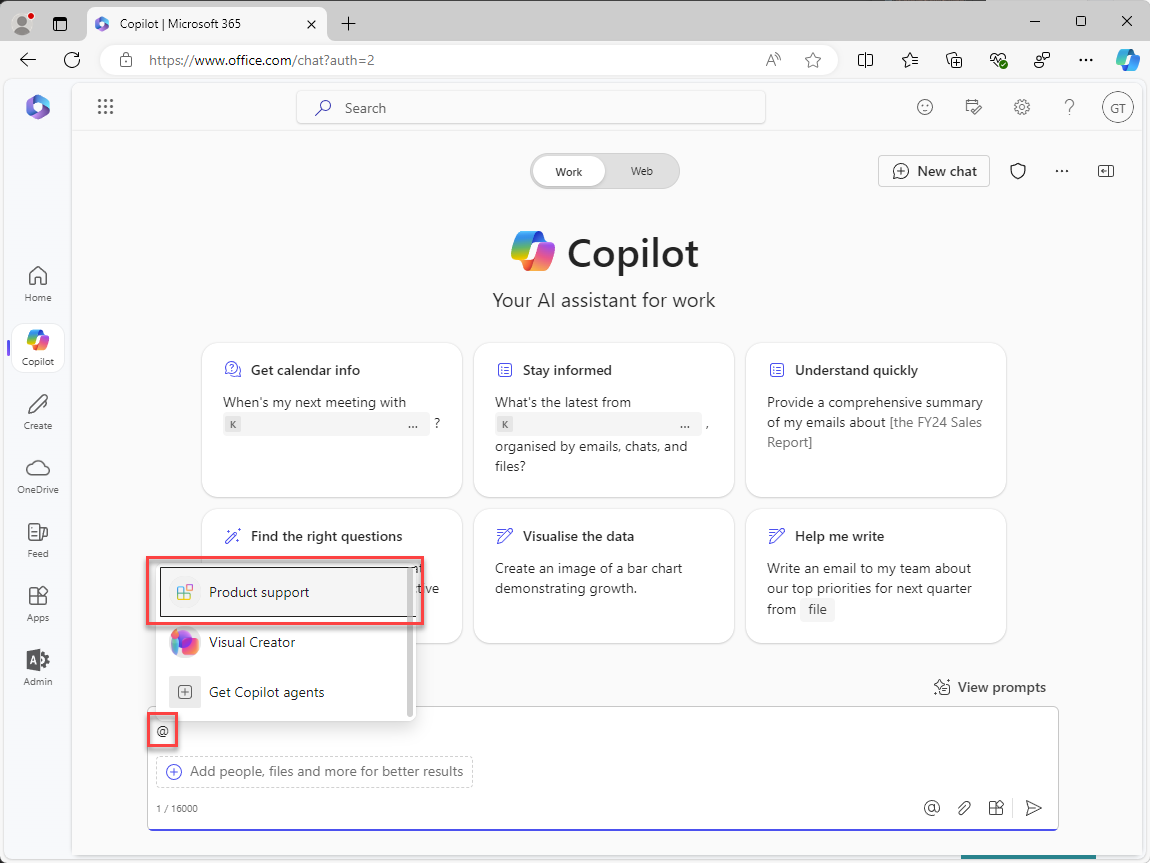 Copilot | Microsoft 365
https://www.office.com/chat?auth=2
Search
GT
Work
Web
New chat
Copilot
Your AI assistant for work
Home
Copilot
Create
OneDrive
Feed
Apps
Admin
Get calendar info
When's my next meeting with
K ... ?
Stay informed
What's the latest from
K ... ,
organised by emails, chats, and
files?
Understand quickly
Provide a comprehensive summary
of my emails about [the FY24 Sales
Report]
Find the right questions
Visualise the data
Create an image of a bar chart
demonstrating growth.
Help me write
Write an email to my team about
our top priorities for next quarter
from file
Product support
Visual Creator
Get Copilot agents
View prompts
@
Add people, files and more for better results
1 / 16000